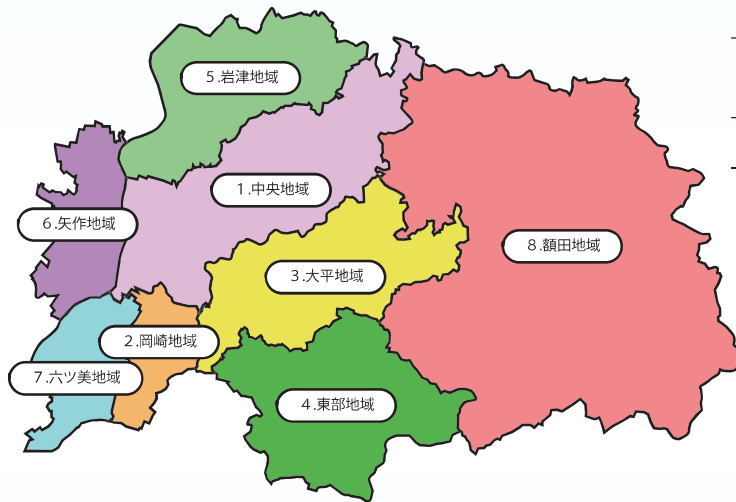 5.岩津地域
1.中央地域
6.矢作地域
8.額田地域
3.大平地域
2.岡崎地域
7.六ツ美地域
4.東部地域